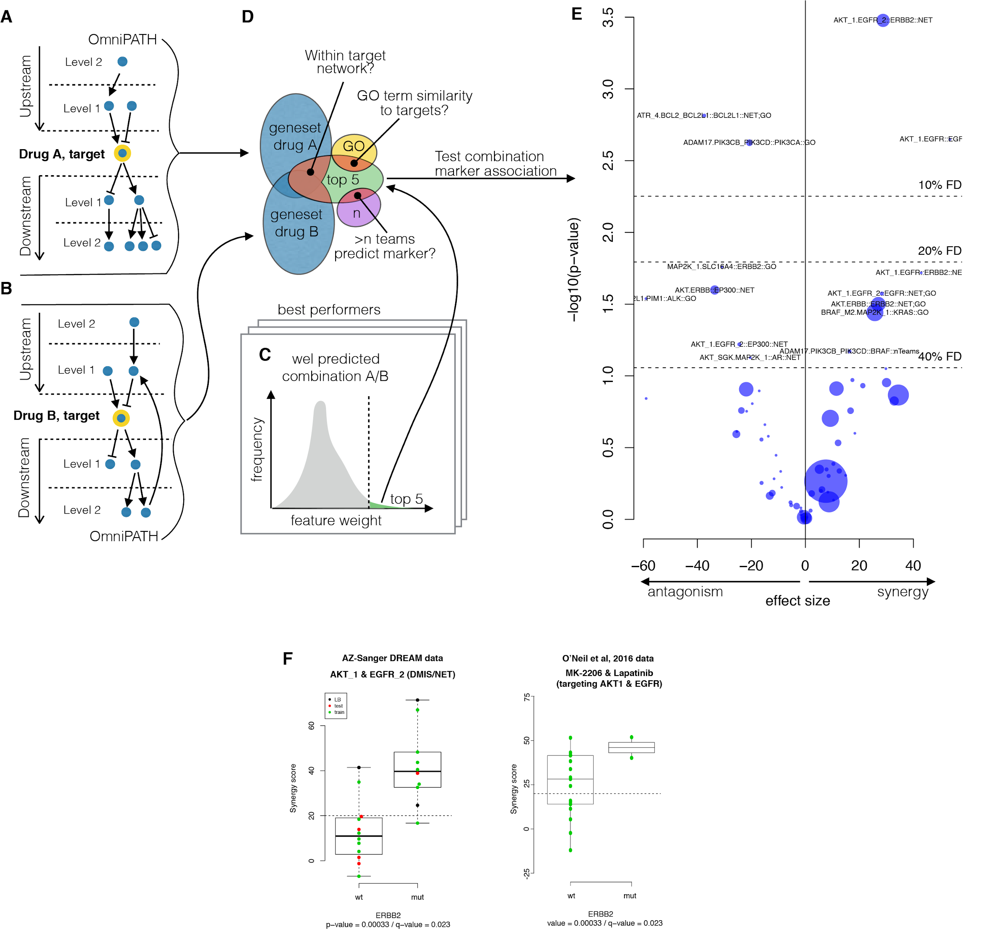 A
OmniPATH
Upstream
Level 2
Level 1
Drug A, target
Downstream
Level 1
Level 2
B
Upstream
Level 2
Level 1
Drug B, target
Downstream
Level 1
Level 2
OmniPATH
D
Within target
network?
GO term similarity
to targets?
geneset
drug A
GO
top 5
n
geneset
drug B
>n teams
predict marker?
Test combination
marker association
best performers
C
wel predicted
combination A/B
frequency
top 5
feature weight
E
−log10(p−value)
3.5
3.0
2.5
2.0
1.5
1.0
0.5
0.0
AKT_1.EGFR_2::ERBB2::NET
ATR_4.BCL2_BCL2L1::BCL2L1::NET;GO
AKT_1.EGFR::EGF
ADAM17.PIK3CB_PIK3CD::PIK3CA::GO
10% FD
20% FD
MAP2K_1.SLC16A4::ERBB2::GO
AKT_1.EGFR::ERBB2::NE
AKT.ERBB::EP300::NET
AKT_1.EGFR_2::EGFR::NET;GO
2L1.PIM1::ALK::GO
AKT.ERBB::ERBB2::NET;GO
BRAF_M2.MAP2K_1::KRAS::GO
AKT_1.EGFR_2::EP300::NET
ADAM17.PIK3CB_PIK3CD::BRAF::nTeams
AKT_SGK.MAP2K_1::AR::NET
40% FD
−60 −40 −20 0 20 40
antagonism
synergy
effect size
F
AZ-Sanger DREAM data
AKT_1 & EGFR_2 (DMIS/NET)
LB
test
train
Synergy score
60
40
20
0
wt mut
ERBB2
p−value = 0.00033 / q−value = 0.023
O'Neil et al, 2016 data
MK-2206 & Lapatinib
(targeting AKT1 & EGFR)
Synergy score
75
50
25
0
-25
wt mut
ERBB2
value = 0.00033 / q−value = 0.023